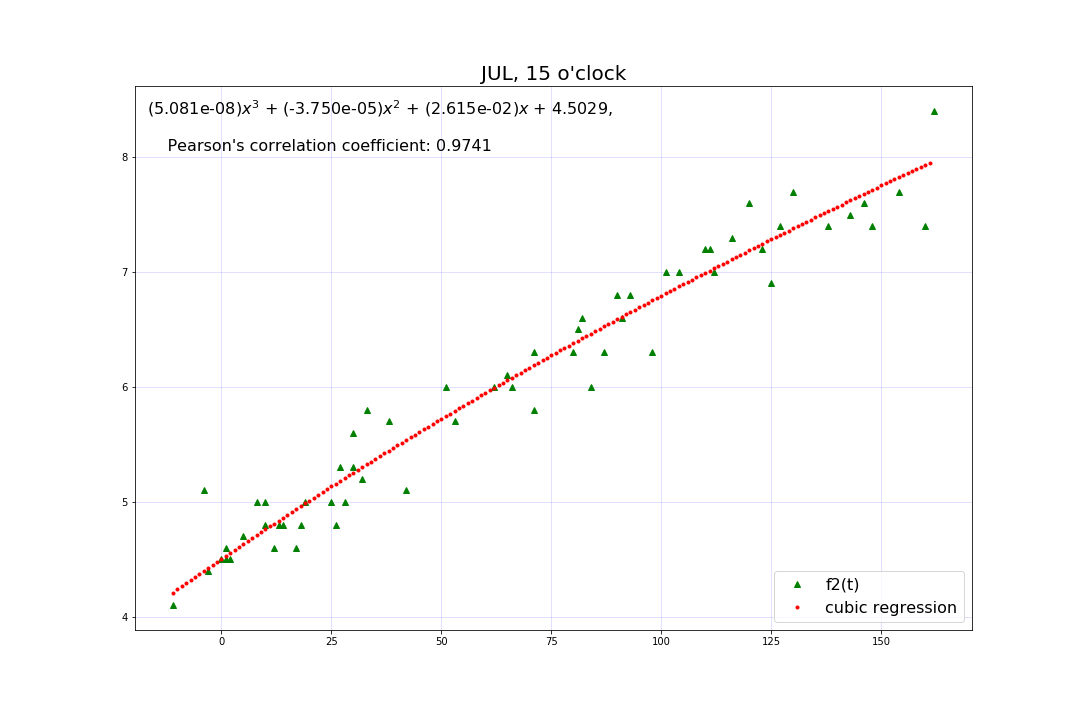 JUL, 15 o'clock
(5.081e-08)x³ + (-3.750e-05)x² + (2.615e-02)x + 4.5029,
Pearson's correlation coefficient: 0.9741
8
7
6
5
4
f2(t)
cubic regression
0 25 50 75 100 125 150